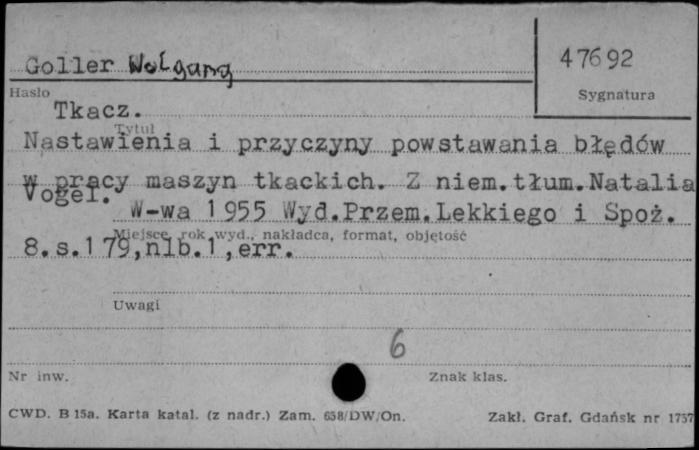 Goller Wolgang
47692
Hasło
Sygnatura
Tkacz.
Tytuł
Nastawienia i przyczyny powstawania błędów
w pracy maszyn tkackich. Z niem.tłum.Natalia
Vogel.
W-wa 1955 Wyd.Przem.Lekkiego i Spoż.
Miejsce, rok wyd., nakładca, format, objętość
8.s.179,nlb.1,err.
Uwagi
6
Nr inw.
Znak klas.
CWD. B 15a. Karta katal. (z nadr.) Zam. 658/DW/On.
Zakł. Graf. Gdańsk nr 1757